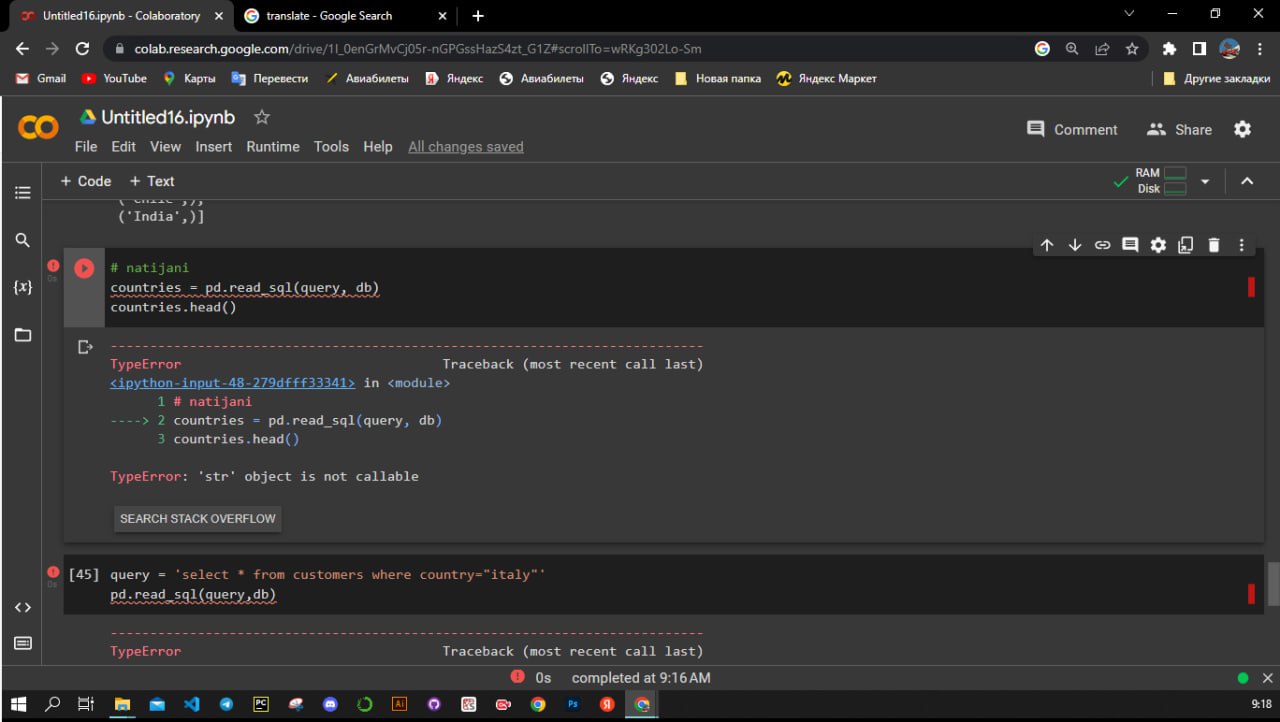 Untitled16.ipynb - Colaboratory
translate - Google Search
colab.research.google.com/drive/1l_0enGrMvCj05r-nGPGssHazS4zt_G1Z#scrollTo=wRKg302Lo-Sm
Gmail YouTube Карты Перевести Авиабилеты Яндекс Авиабилеты Яндекс Новая папка Яндекс Маркет Другие закладки
CO Untitled16.ipynb
Comment Share
File Edit View Insert Runtime Tools Help All changes saved
+ Code + Text
RAM
Disk
('Chile',),
('India',)]
# natijani
countries = pd.read_sql(query, db)
countries.head()
---------------------------------------------------------------------------
TypeError Traceback (most recent call last)
<ipython-input-48-279dfff33341> in <module>
1 # natijani
----> 2 countries = pd.read_sql(query, db)
3 countries.head()
TypeError: 'str' object is not callable
SEARCH STACK OVERFLOW
[45] query = 'select * from customers where country="italy"'
pd.read_sql(query,db)
---------------------------------------------------------------------------
TypeError Traceback (most recent call last)
0s completed at 9:16 AM
9:18